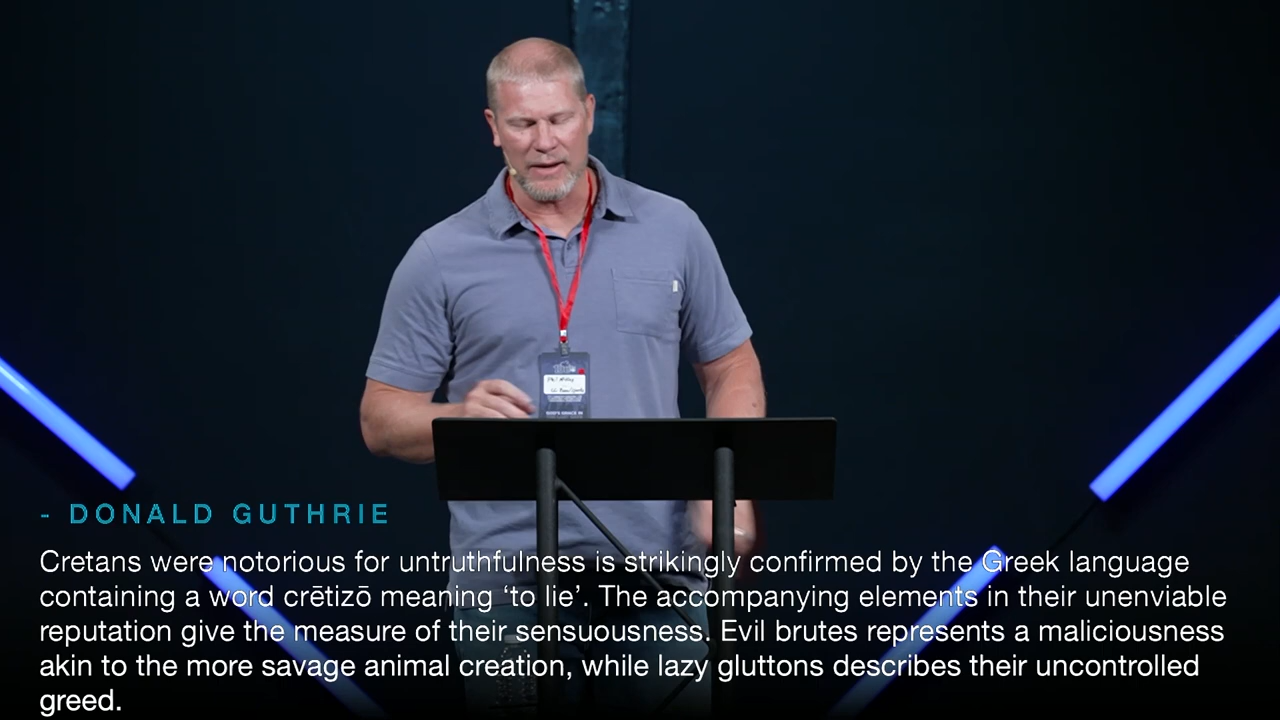 - DONALD GUTHRIE
Cretans were notorious for untruthfulness is strikingly confirmed by the Greek language
containing a word crētizō meaning ‘to lie’. The accompanying elements in their unenviable
reputation give the measure of their sensuousness. Evil brutes represents a maliciousness
akin to the more savage animal creation, while lazy gluttons describes their uncontrolled
greed.